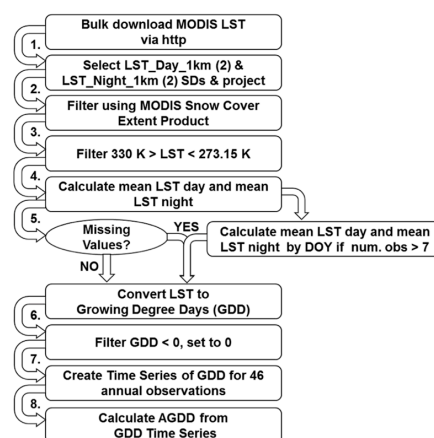 Bulk download MODIS LST
via http
1.
Select LST_Day_1km (2) &
LST_Night_1km (2) SDs & project
2.
Filter using MODIS Snow Cover
Extent Product
3.
Filter 330 K > LST < 273.15 K
4.
Calculate mean LST day and mean
LST night
5.
Missing
Values?
YES
Calculate mean LST day and mean
LST night by DOY if num. obs > 7
NO
Convert LST to
Growing Degree Days (GDD)
6.
Filter GDD < 0, set to 0
7.
Create Time Series of GDD for 46
annual observations
8.
Calculate AGDD from
GDD Time Series